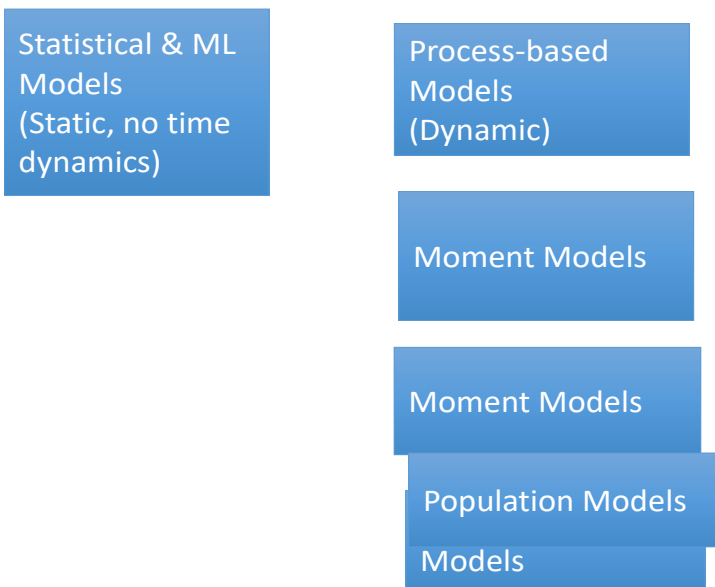 Statistical & ML
Models
(Static, no time
dynamics)
Process-based
Models
(Dynamic)
Moment Models
Moment Models
Population Models
Models